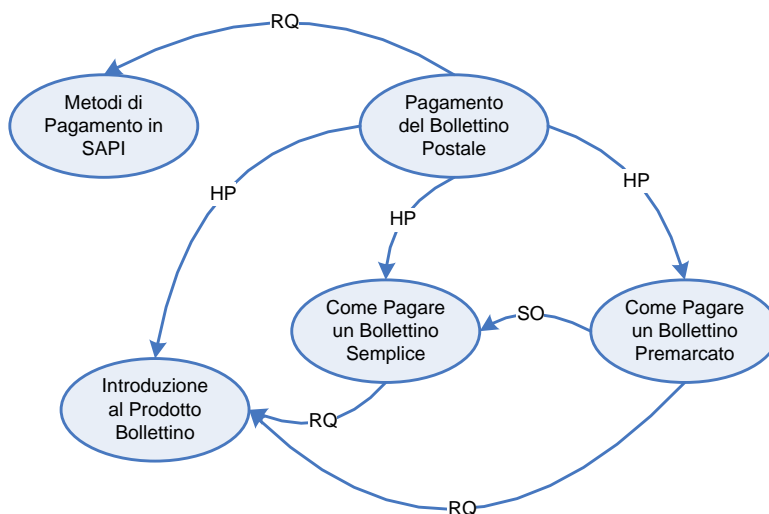 RQ
Metodi di
Pagamento in
SAPI
Pagamento
del Bollettino
Postale
HP
HP
HP
Come Pagare
un Bollettino
Semplice
SO
Come Pagare
un Bollettino
Premarcato
Introduzione
al Prodotto
Bollettino
RQ
RQ